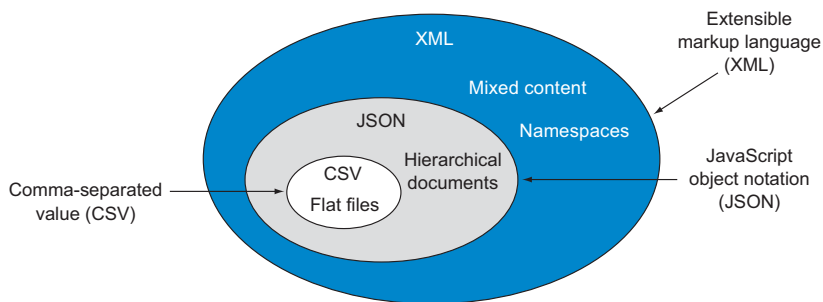 XML
Extensible
markup language
(XML)
Mixed content
Namespaces
JSON
Hierarchical
documents
CSV
Flat files
Comma-separated
value (CSV)
JavaScript
object notation
(JSON)